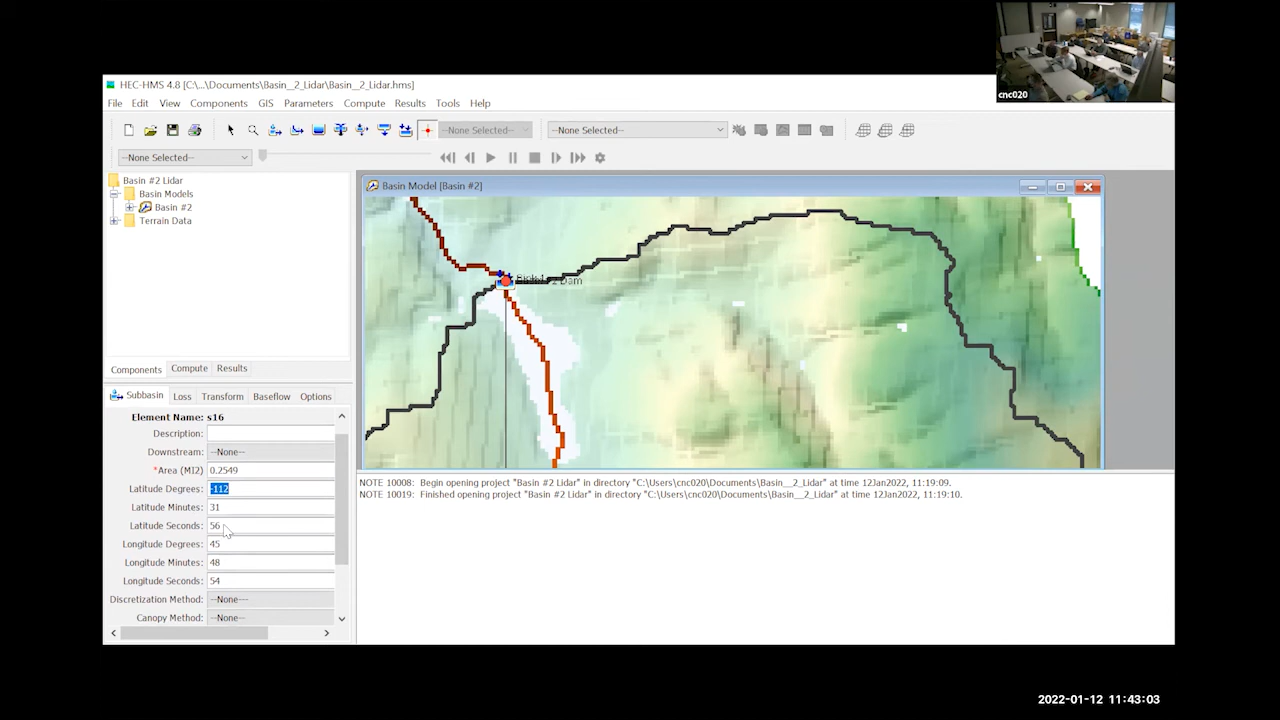 cnc020
HEC-HMS 4.8 [C:\...\Documents\Basin__2_Lidar\Basin__2_Lidar.hms]
File Edit View Components GIS Parameters Compute Results Tools Help
--None Selected--- --None Selected---
--None Selected---
Basin #2 Lidar
Basin Models
Basin #2
Terrain Data
Basin Model [Basin #2]
Components Compute Results
Subbasin Loss Transform Baseflow Options
Element Name: s16
Description:
Downstream: --None--
*Area (MI2) 0.2549
Latitude Degrees: -112
Latitude Minutes: 31
Latitude Seconds: 56
Longitude Degrees: 45
Longitude Minutes: 48
Longitude Seconds: 54
Discretization Method: --None---
Canopy Method: --None--
NOTE 10008: Begin opening project "Basin #2 Lidar" in directory "C:\Users\cnc020\Documents\Basin__2_Lidar" at time 12Jan2022, 11:19:09.
NOTE 10019: Finished opening project "Basin #2 Lidar" in directory "C:\Users\cnc020\Documents\Basin__2_Lidar" at time 12Jan2022, 11:19:10.
2022-01-12 11:43:03